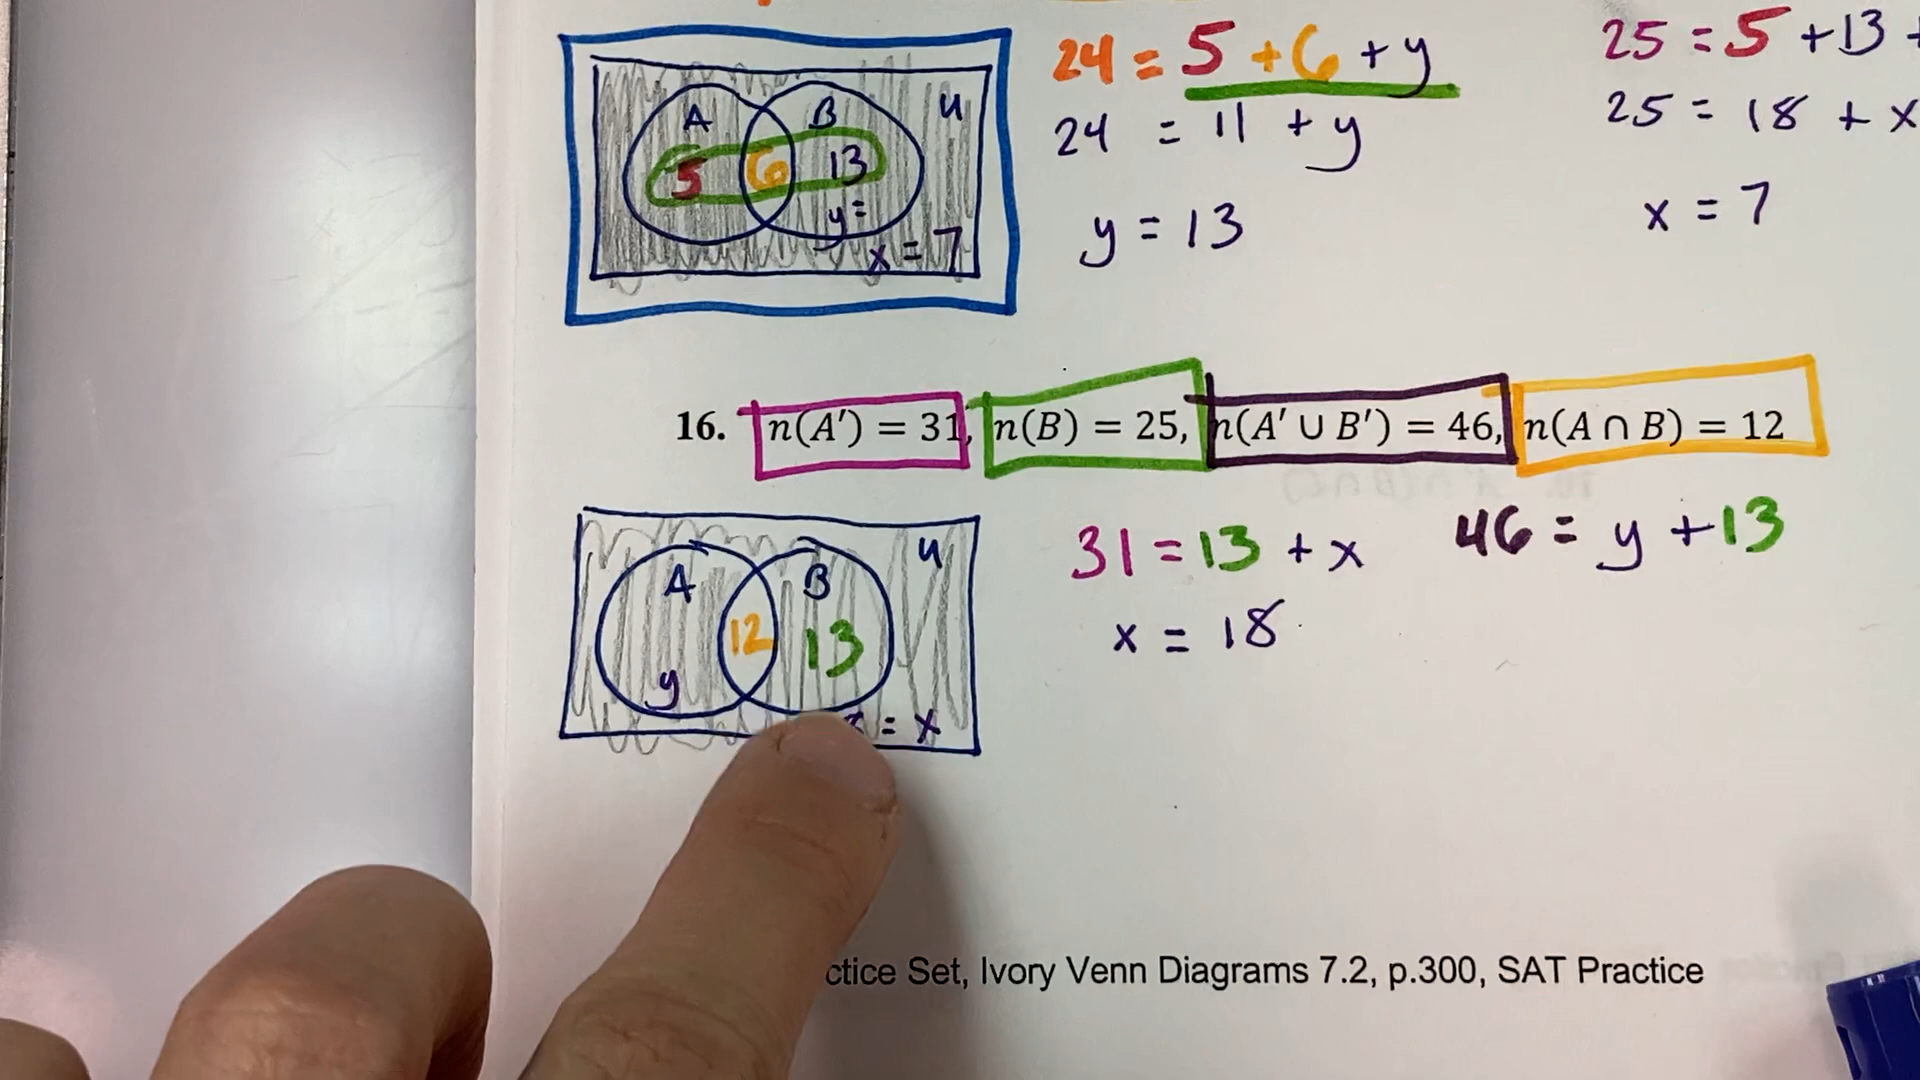 24 = 5 + 6 + y
24 = 11 + y
y = 13
25 = 5 + 13 +
25 = 18 + x
x = 7
A B U
5 6 13
y =
x = 7
16. n(A′) = 31, n(B) = 25, n(A′ ∪ B′) = 46, n(A ∩ B) = 12
A B U
12 13
y
= x
31 = 13 + x
x = 18
46 = y + 13
ctice Set, Ivory Venn Diagrams 7.2, p.300, SAT Practice